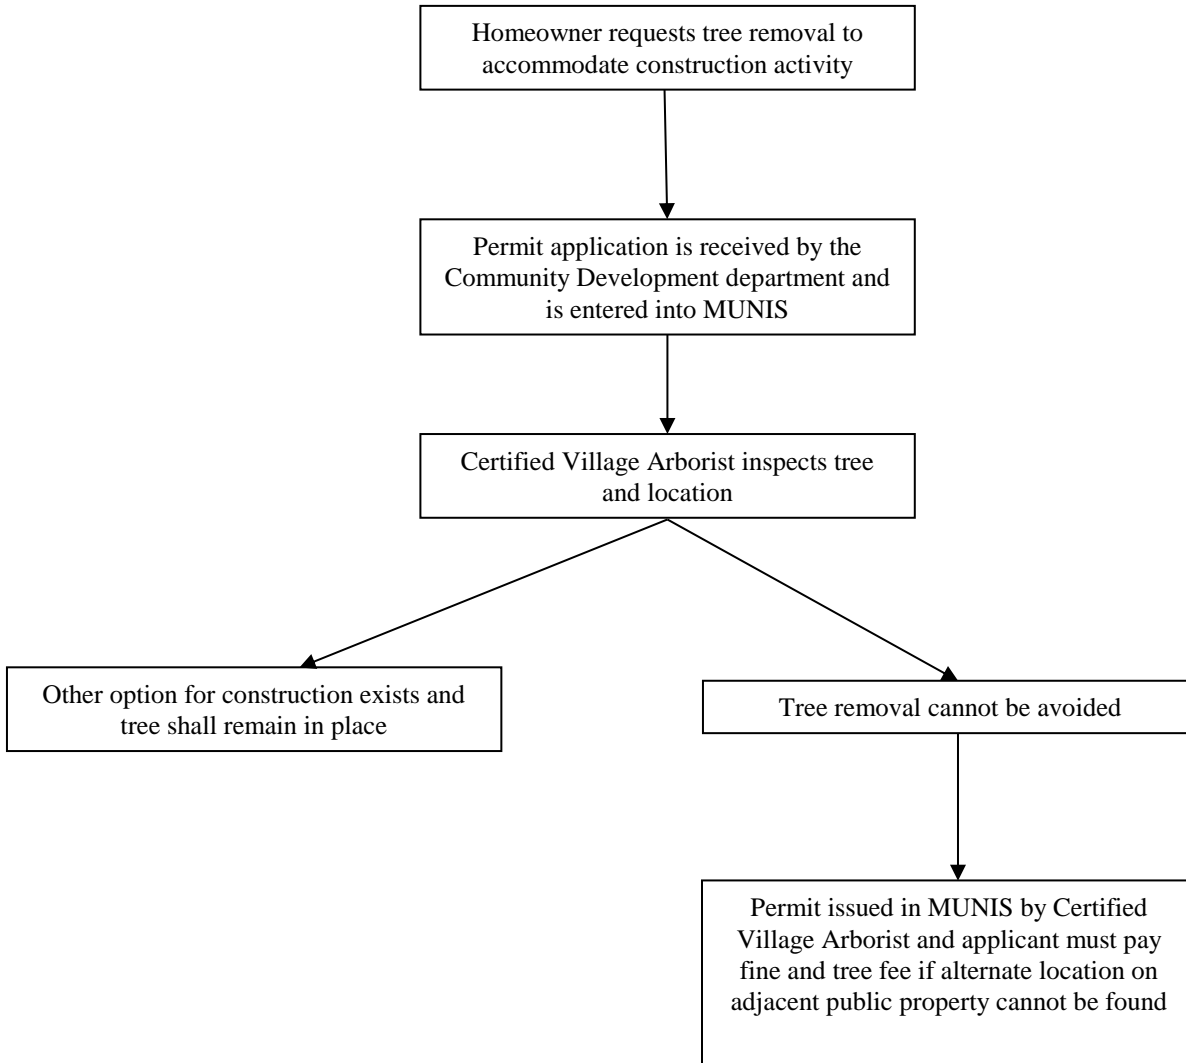 Homeowner requests tree removal to
accommodate construction activity
Permit application is received by the
Community Development department and
is entered into MUNIS
Certified Village Arborist inspects tree
and location
Other option for construction exists and
tree shall remain in place
Tree removal cannot be avoided
Permit issued in MUNIS by Certified
Village Arborist and applicant must pay
fine and tree fee if alternate location on
adjacent public property cannot be found